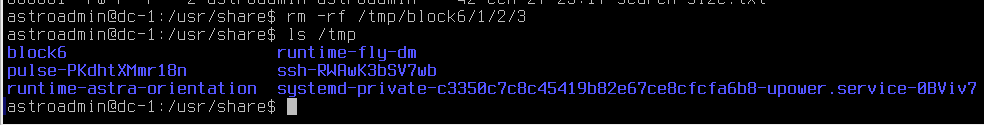 astroadmin@dc-1:/usr/share$ rm -rf /tmp/block6/1/2/3
astroadmin@dc-1:/usr/share$ ls /tmp
block6 runtime-fly-dm
pulse-PKdhtXMmr18n ssh-RWAwK3bSV7wb
runtime-astra-orientation systemd-private-c3350c7c8c45419b82e67ce8cfcfa6b8-upower.service-0BViv7
astroadmin@dc-1:/usr/share$